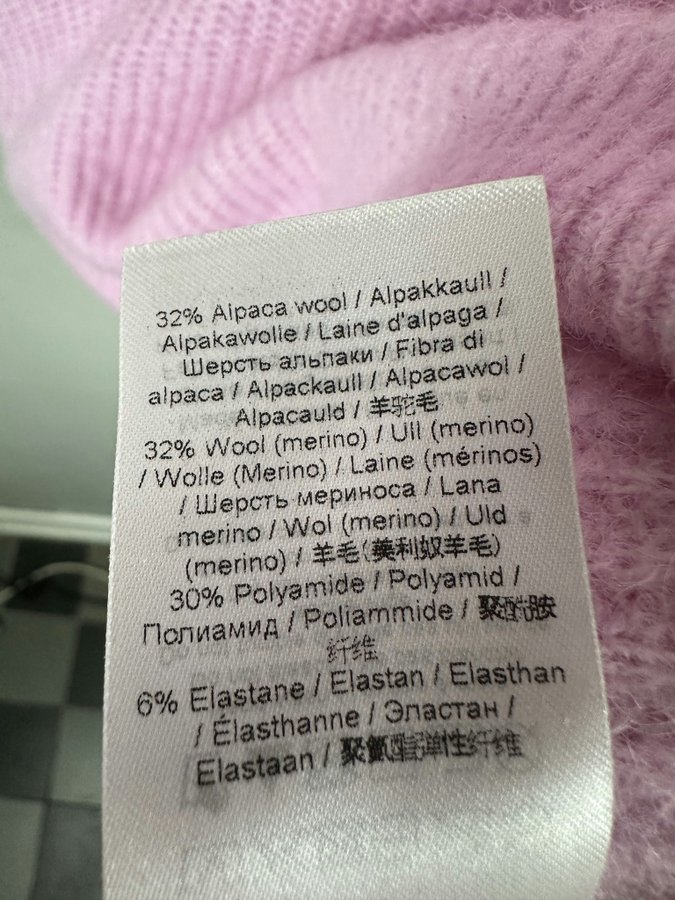 32% Alpaca wool / Alpakkaull /
Alpakawolle / Laine d'alpaga /
Шерсть альпаки / Fibra di
alpaca / Alpackaull / Alpacawol /
Alpacauld / 羊驼毛
32% Wool (merino) / Ull (merino)
/ Wolle (Merino) / Laine (mérinos)
/ Шерсть мериноса / Lana
merino / Wol (merino) / Uld
(merino) / 羊毛(美利奴羊毛)
30% Polyamide / Polyamid /
Полиамид / Poliammide / 聚酰胺
纤维
6% Elastane / Elastan / Elasthan
/ Élasthanne / Эластан /
Elastaan / 聚氨酯弹性纤维